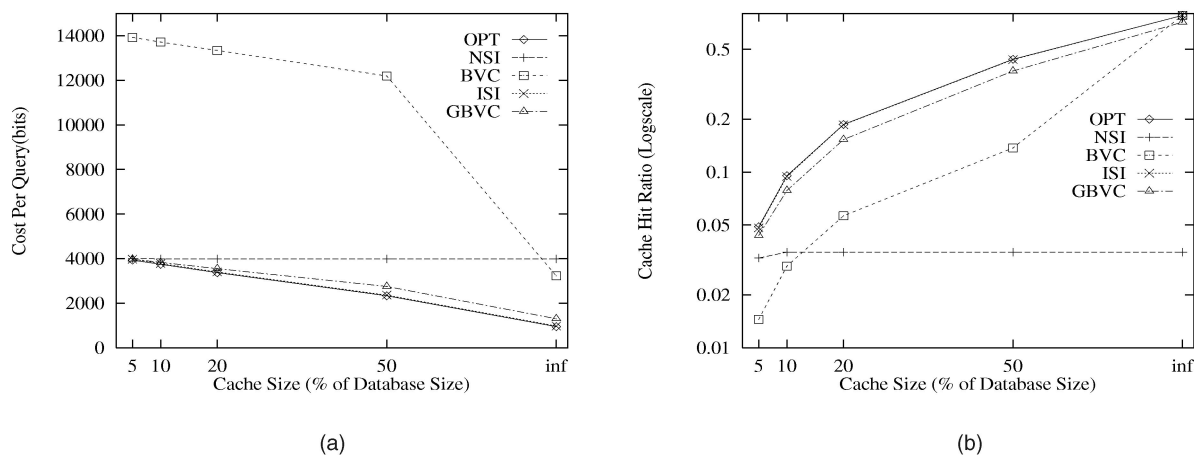 14000
12000
10000
8000
6000
4000
2000
0
Cost Per Query(bits)
OPT
NSI
BVC
ISI
GBVC
5 10 20 50 inf
Cache Size (% of Database Size)
(a)
0.5
0.2
0.1
0.05
0.02
0.01
Cache Hit Ratio (Logscale)
OPT
NSI
BVC
ISI
GBVC
5 10 20 50 inf
Cache Size (% of Database Size)
(b)